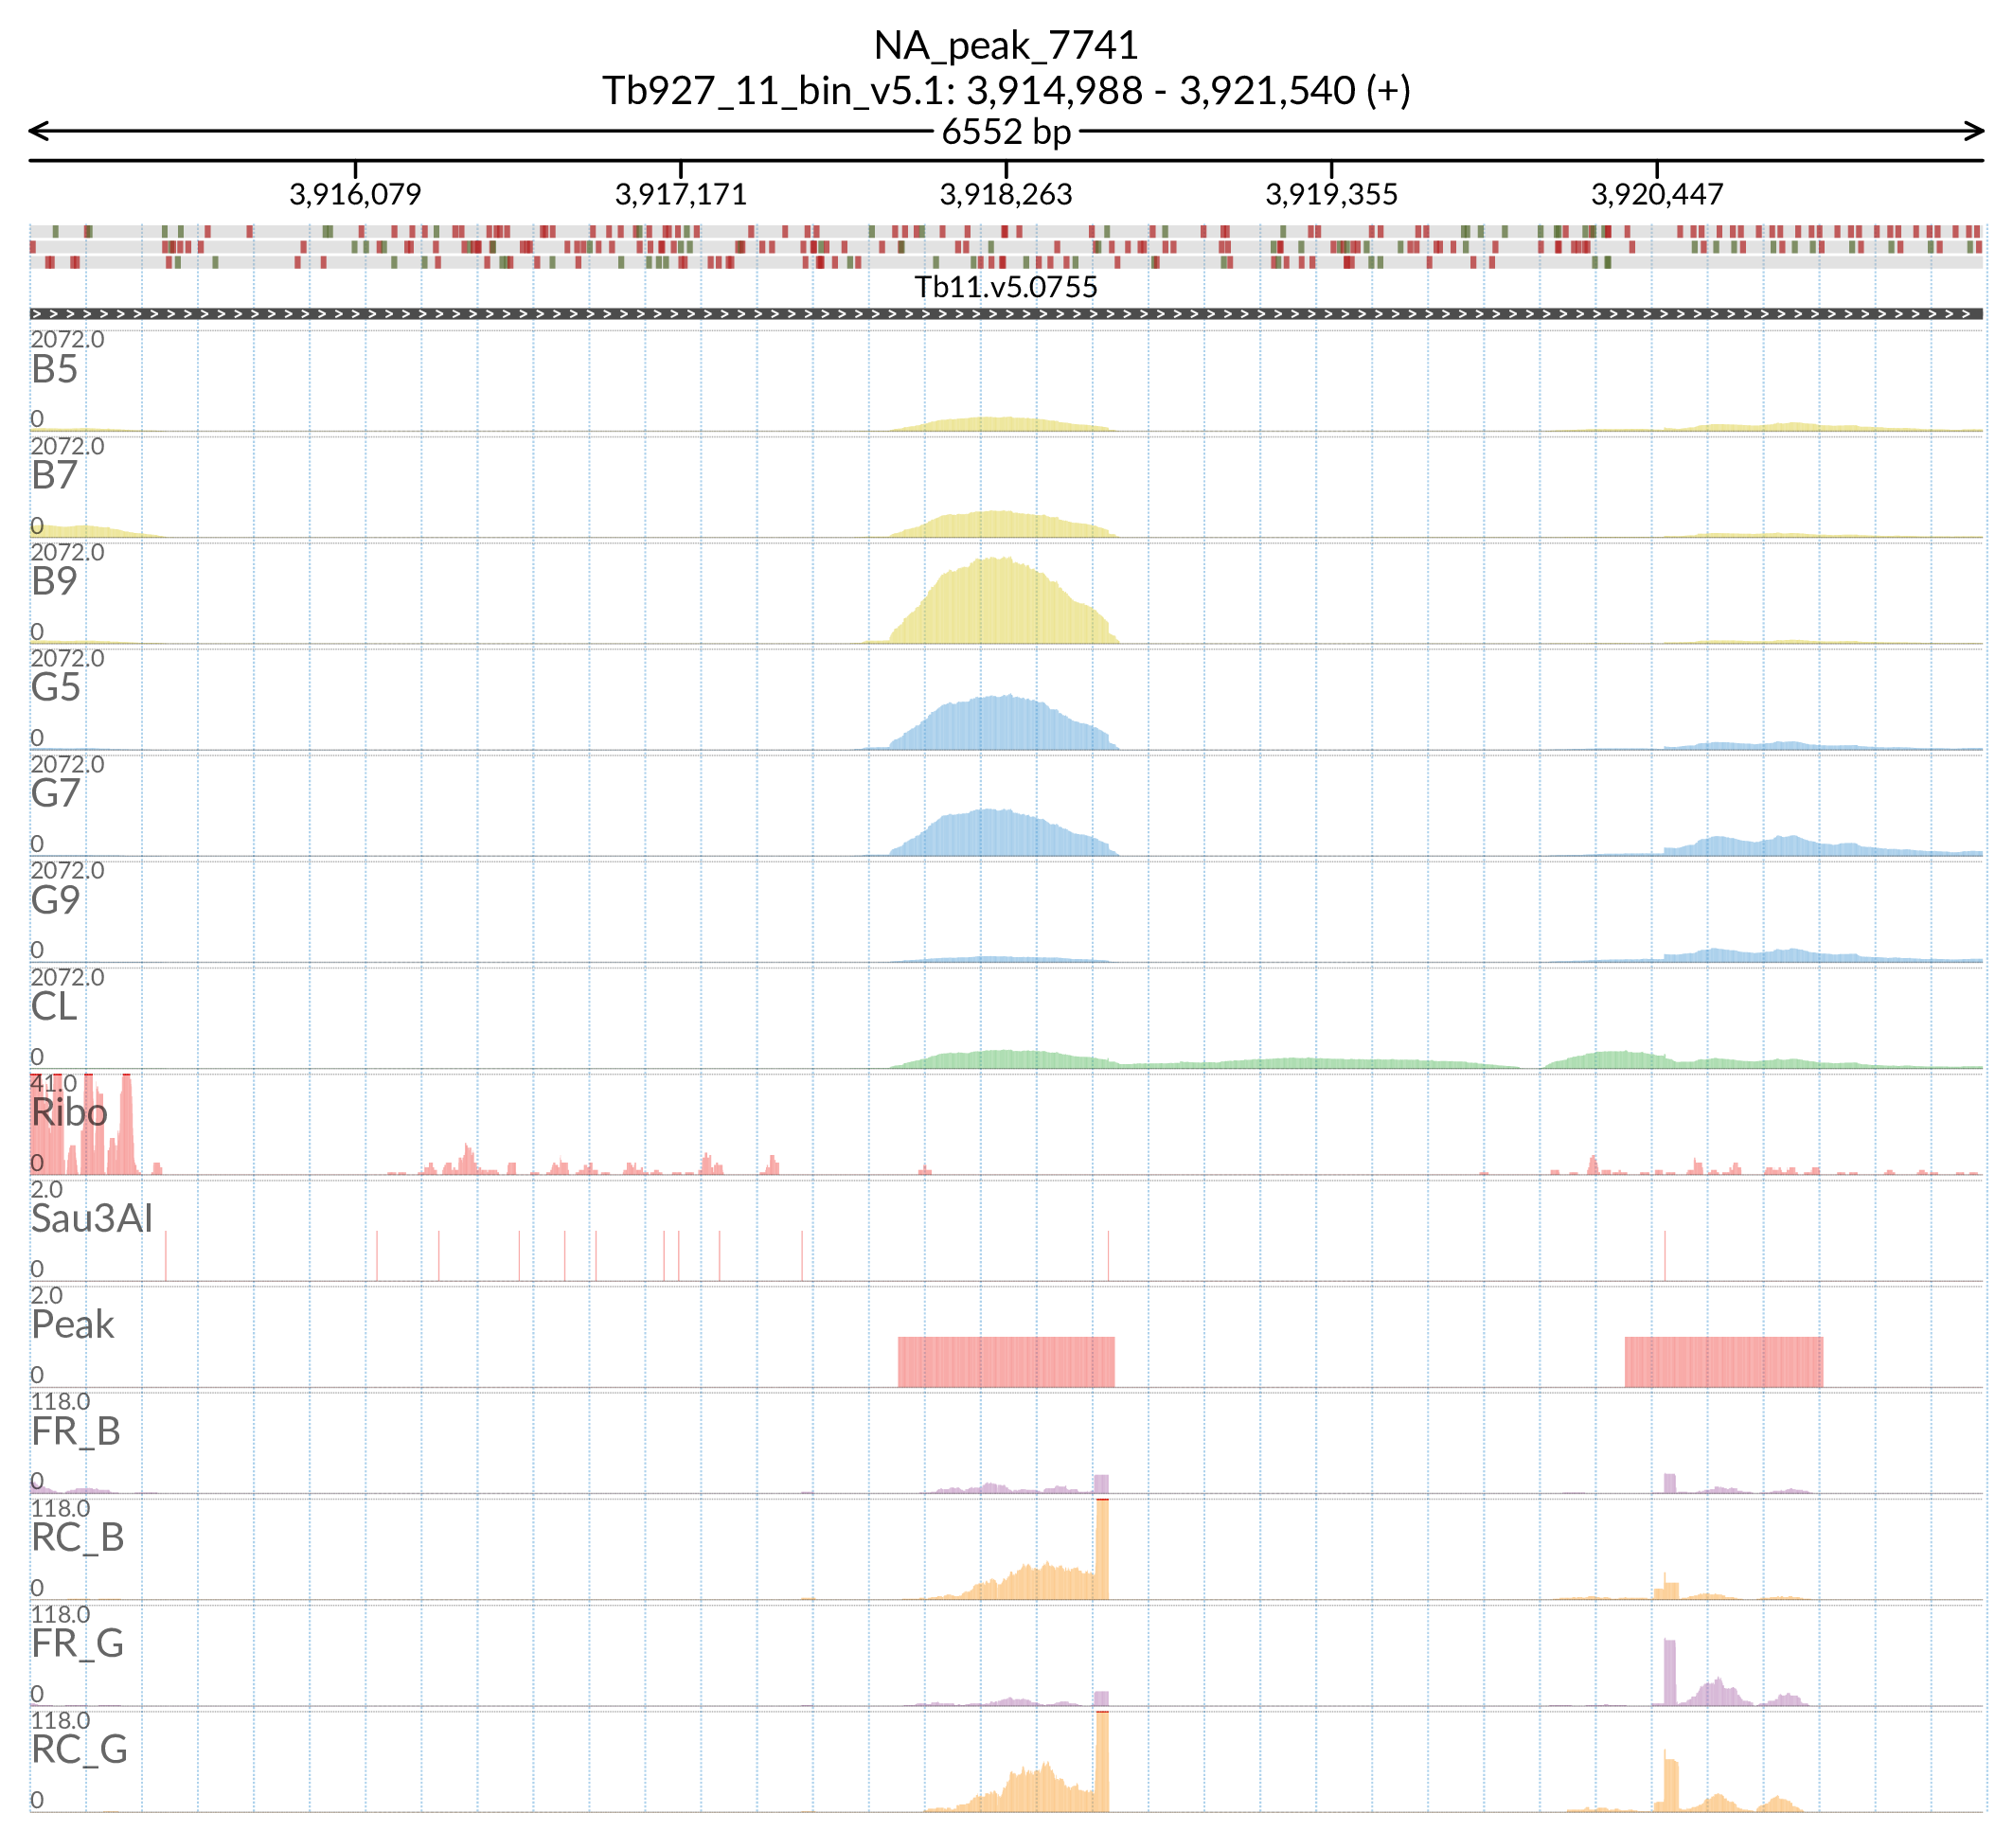 NA_peak_7741
Tb927_11_bin_v5.1: 3,914,988 - 3,921,540 (+)
6552 bp
3,916,079 3,917,171 3,918,263 3,919,355 3,920,447
Tb11.v5.0755
2072.0
B5
0
2072.0
B7
0
2072.0
B9
0
2072.0
G5
0
2072.0
G7
0
2072.0
G9
0
2072.0
CL
0
41.0
Ribo
0
2.0
Sau3AI
0
2.0
Peak
0
118.0
FR_B
0
118.0
RC_B
0
118.0
FR_G
0
118.0
RC_G
0